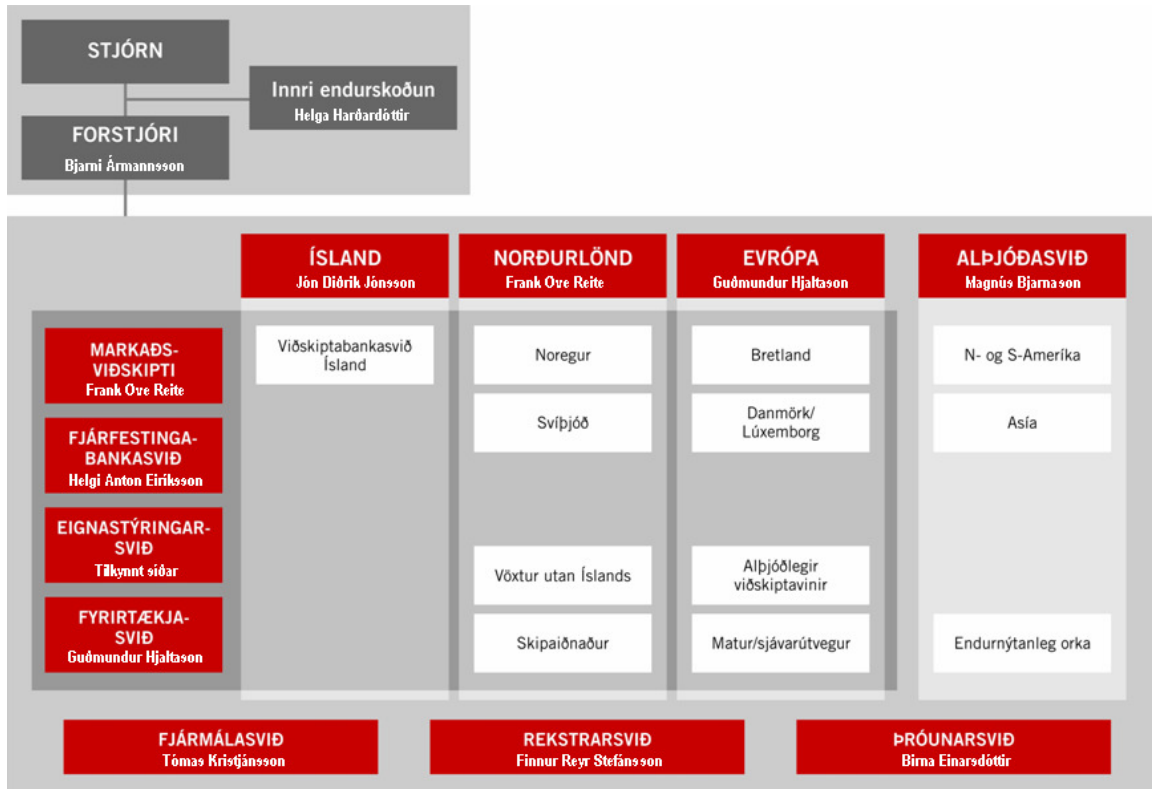 STJÓRN
Innri endurskoðun
Helga Harðardóttir
FORSTJÓRI
Bjarni Ármannsson
ÍSLAND
Jón Diðrik Jónsson
NORÐURLÖND
Frank Ove Reite
EVRÓPA
Guðmundur Hjaltason
ALÞJÓÐASVIÐ
Magnús Bjarnason
MARKAÐS-
VIÐSKIPTI
Frank Ove Reite
Viðskiptabankasvið
Ísland
Noregur
Bretland
N- og S-Ameríka
FJÁRFESTINGA-
BANKASVIÐ
Helgi Anton Eiríksson
Svíþjóð
Danmörk/
Lúxemborg
Asía
EIGNASTÝRINGAR-
SVIÐ
Tilkynnt síðar
Vöxtur utan Íslands
Alþjóðlegir
viðskiptavinir
FYRIRTÆKJA-
SVIÐ
Guðmundur Hjaltason
Skipaiðnaður
Matur/sjávarútvegur
Endurnýtanleg orka
FJÁRMÁLASVIÐ
Tómas Kristjánsson
REKSTRARSVIÐ
Finnur Reyr Stefánsson
ÞRÓUNARSVIÐ
Birna Einarsdóttir